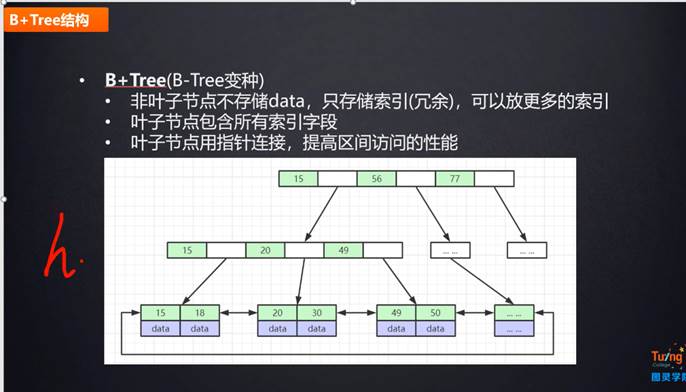 B+Tree结构
• B+Tree(B-Tree变种)
• 非叶子节点不存储data，只存储索引(冗余)，可以放更多的索引
• 叶子节点包含所有索引字段
• 叶子节点用指针连接，提高区间访问的性能
15 56 77
15 20 49 ... ... ... ...
h.
15 18 20 30 49 50 ... ...
data data data data data data ... ...
Tuling
College
图灵学院